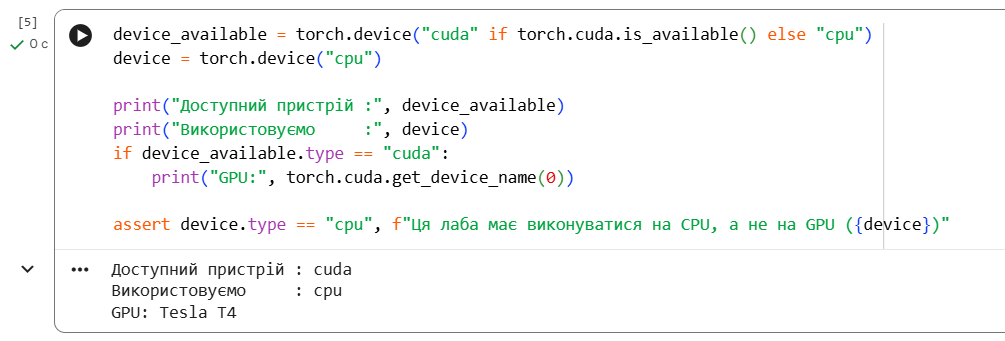 [5]
0 с
device_available = torch.device("cuda" if torch.cuda.is_available() else "cpu")
device = torch.device("cpu")
print("Доступний пристрій :", device_available)
print("Використовуємо     :", device)
if device_available.type == "cuda":
    print("GPU:", torch.cuda.get_device_name(0))
assert device.type == "cpu", f"Ця лаба має виконуватися на CPU, а не на GPU ({device})"
Доступний пристрій : cuda
Використовуємо     : cpu
GPU: Tesla T4